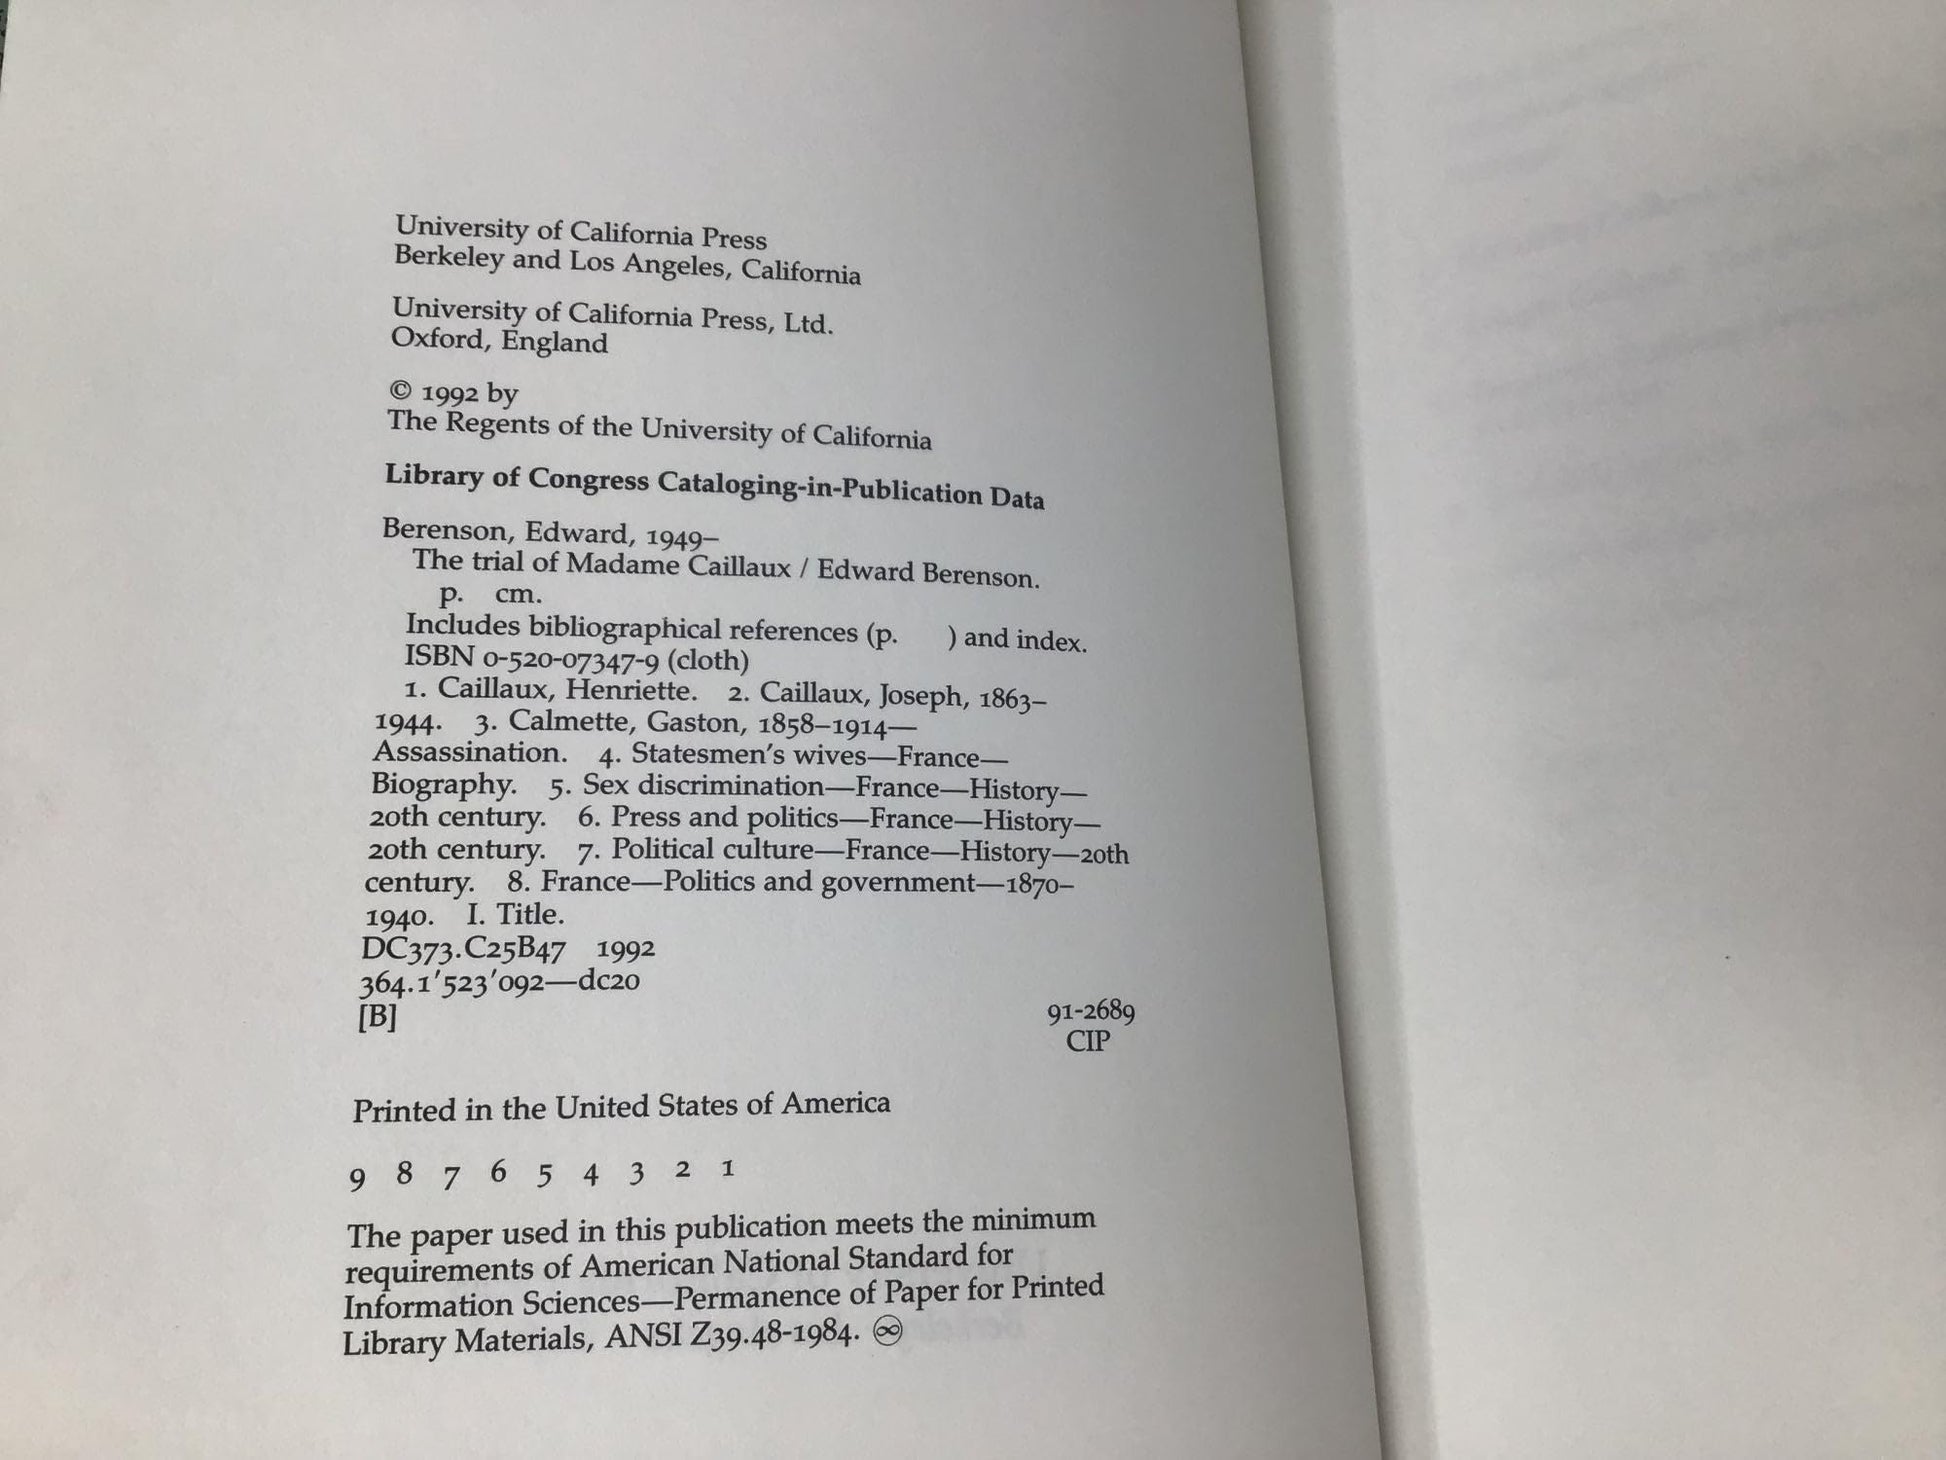 University of California Press
Berkeley and Los Angeles, California
University of California Press, Ltd.
Oxford, England
© 1992 by
The Regents of the University of California
Library of Congress Cataloging-in-Publication Data
Berenson, Edward, 1949–
The trial of Madame Caillaux / Edward Berenson.
p. cm.
Includes bibliographical references (p. ) and index.
ISBN 0-520-07347-9 (cloth)
1. Caillaux, Henriette. 2. Caillaux, Joseph, 1863–
1944. 3. Calmette, Gaston, 1858–1914—
Assassination. 4. Statesmen's wives—France—
Biography. 5. Sex discrimination—France—History—
20th century. 6. Press and politics—France—History—
20th century. 7. Political culture—France—History—20th
century. 8. France—Politics and government—1870–
1940. I. Title.
DC373.C25B47 1992
364.1'523'092—dc20
[B] 91-2689
CIP
Printed in the United States of America
9 8 7 6 5 4 3 2 1
The paper used in this publication meets the minimum
requirements of American National Standard for
Information Sciences—Permanence of Paper for Printed
Library Materials, ANSI Z39.48-1984. ♾